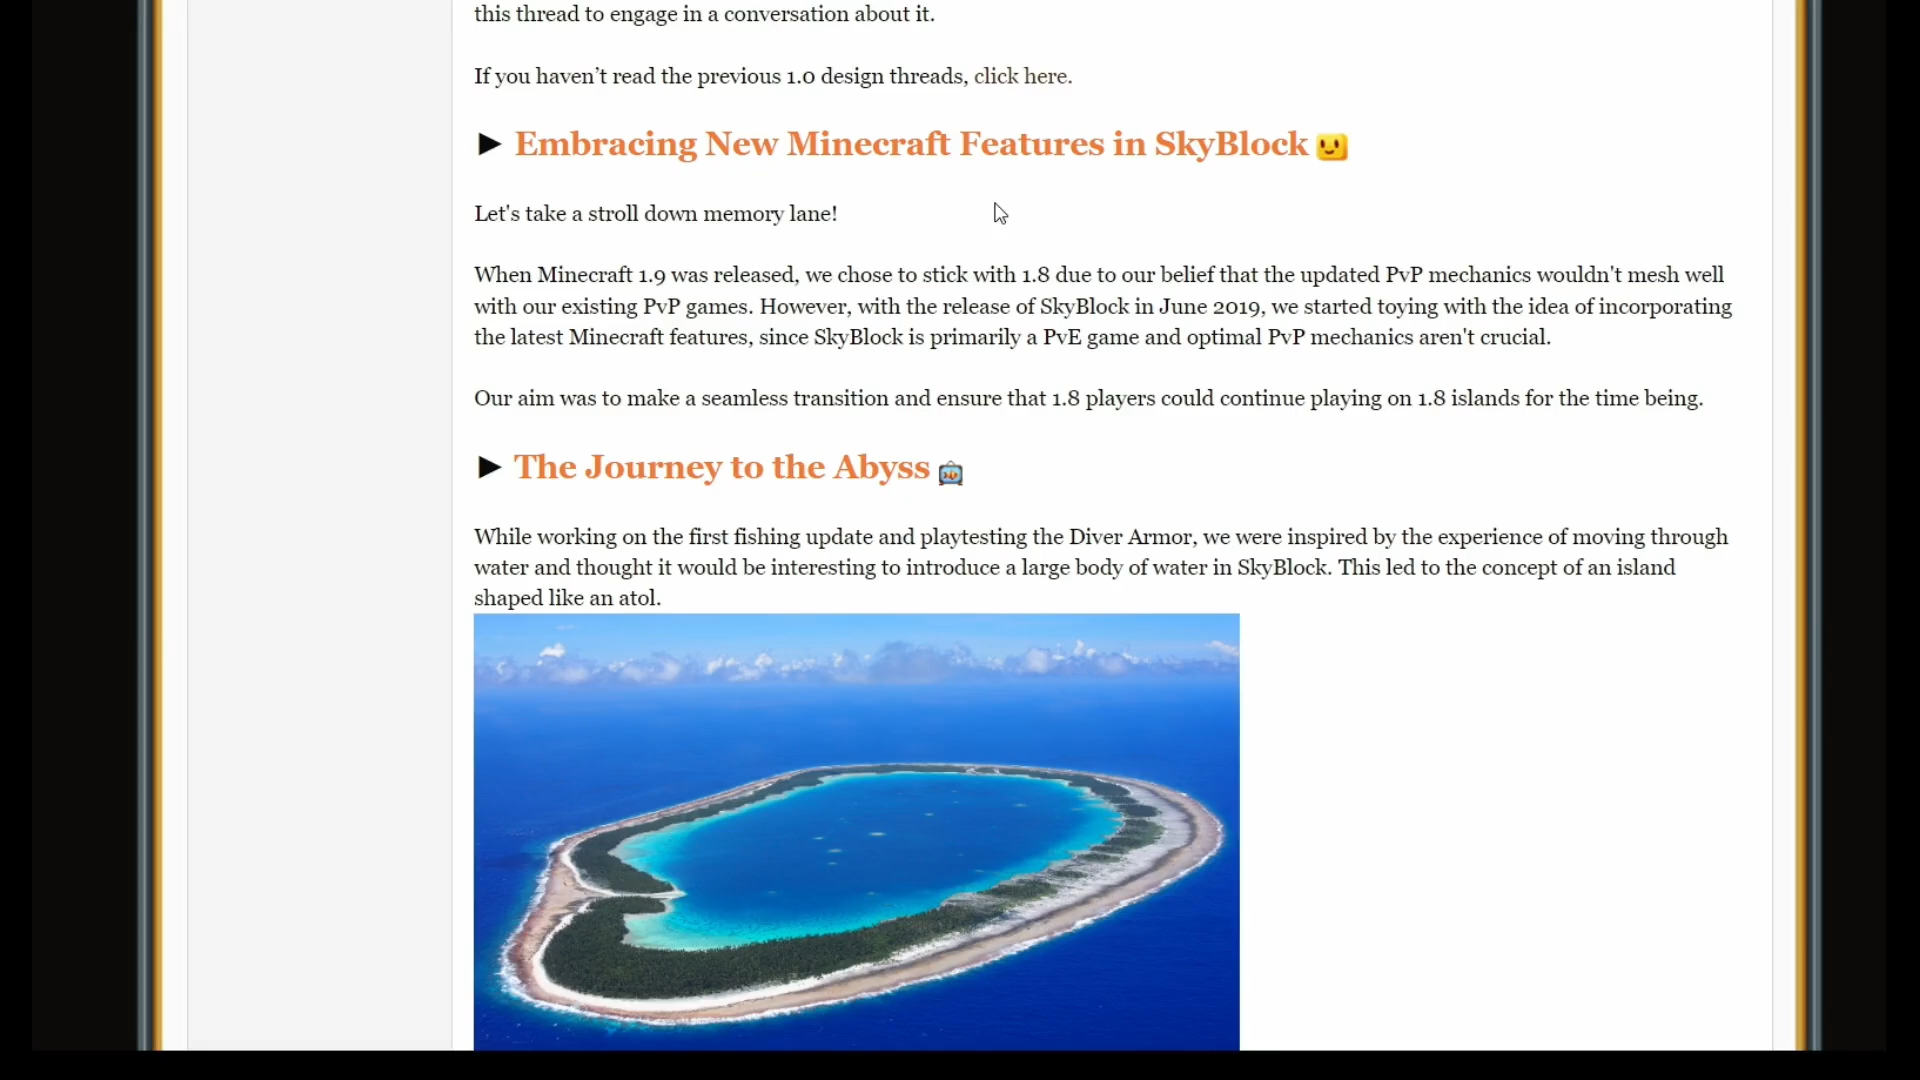 this thread to engage in a conversation about it.
If you haven’t read the previous 1.0 design threads, click here.
► Embracing New Minecraft Features in SkyBlock
Let's take a stroll down memory lane!
When Minecraft 1.9 was released, we chose to stick with 1.8 due to our belief that the updated PvP mechanics wouldn't mesh well
with our existing PvP games. However, with the release of SkyBlock in June 2019, we started toying with the idea of incorporating
the latest Minecraft features, since SkyBlock is primarily a PvE game and optimal PvP mechanics aren't crucial.
Our aim was to make a seamless transition and ensure that 1.8 players could continue playing on 1.8 islands for the time being.
► The Journey to the Abyss
While working on the first fishing update and playtesting the Diver Armor, we were inspired by the experience of moving through
water and thought it would be interesting to introduce a large body of water in SkyBlock. This led to the concept of an island
shaped like an atol.